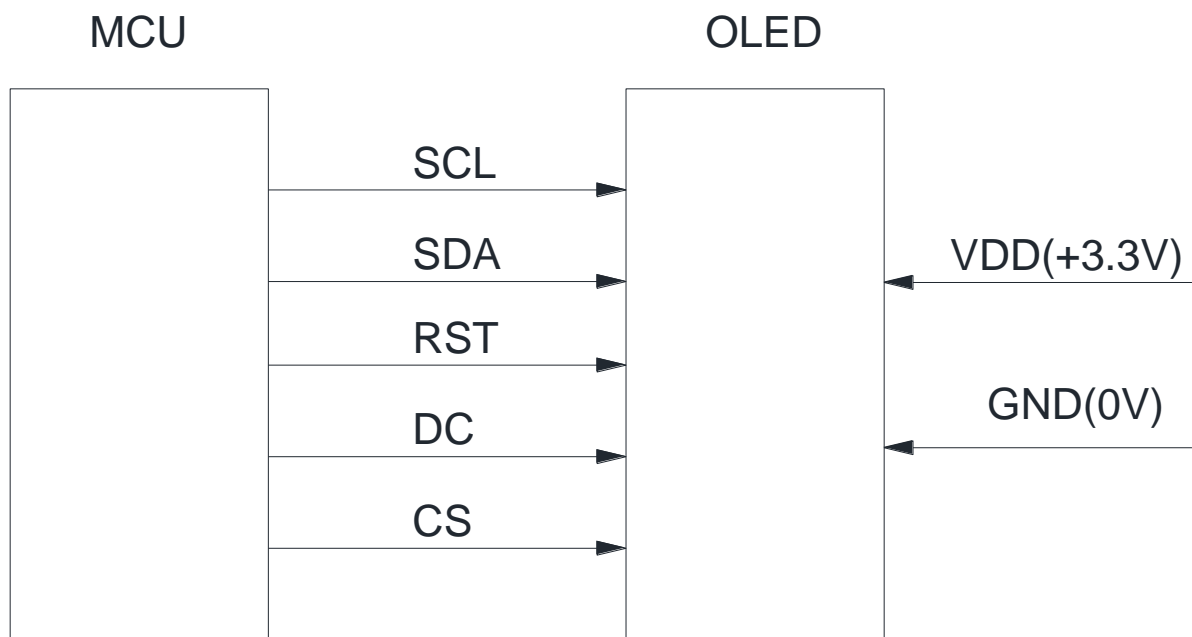 MCU
OLED
SCL
SDA
RST
DC
CS
VDD(+3.3V)
GND(0V)